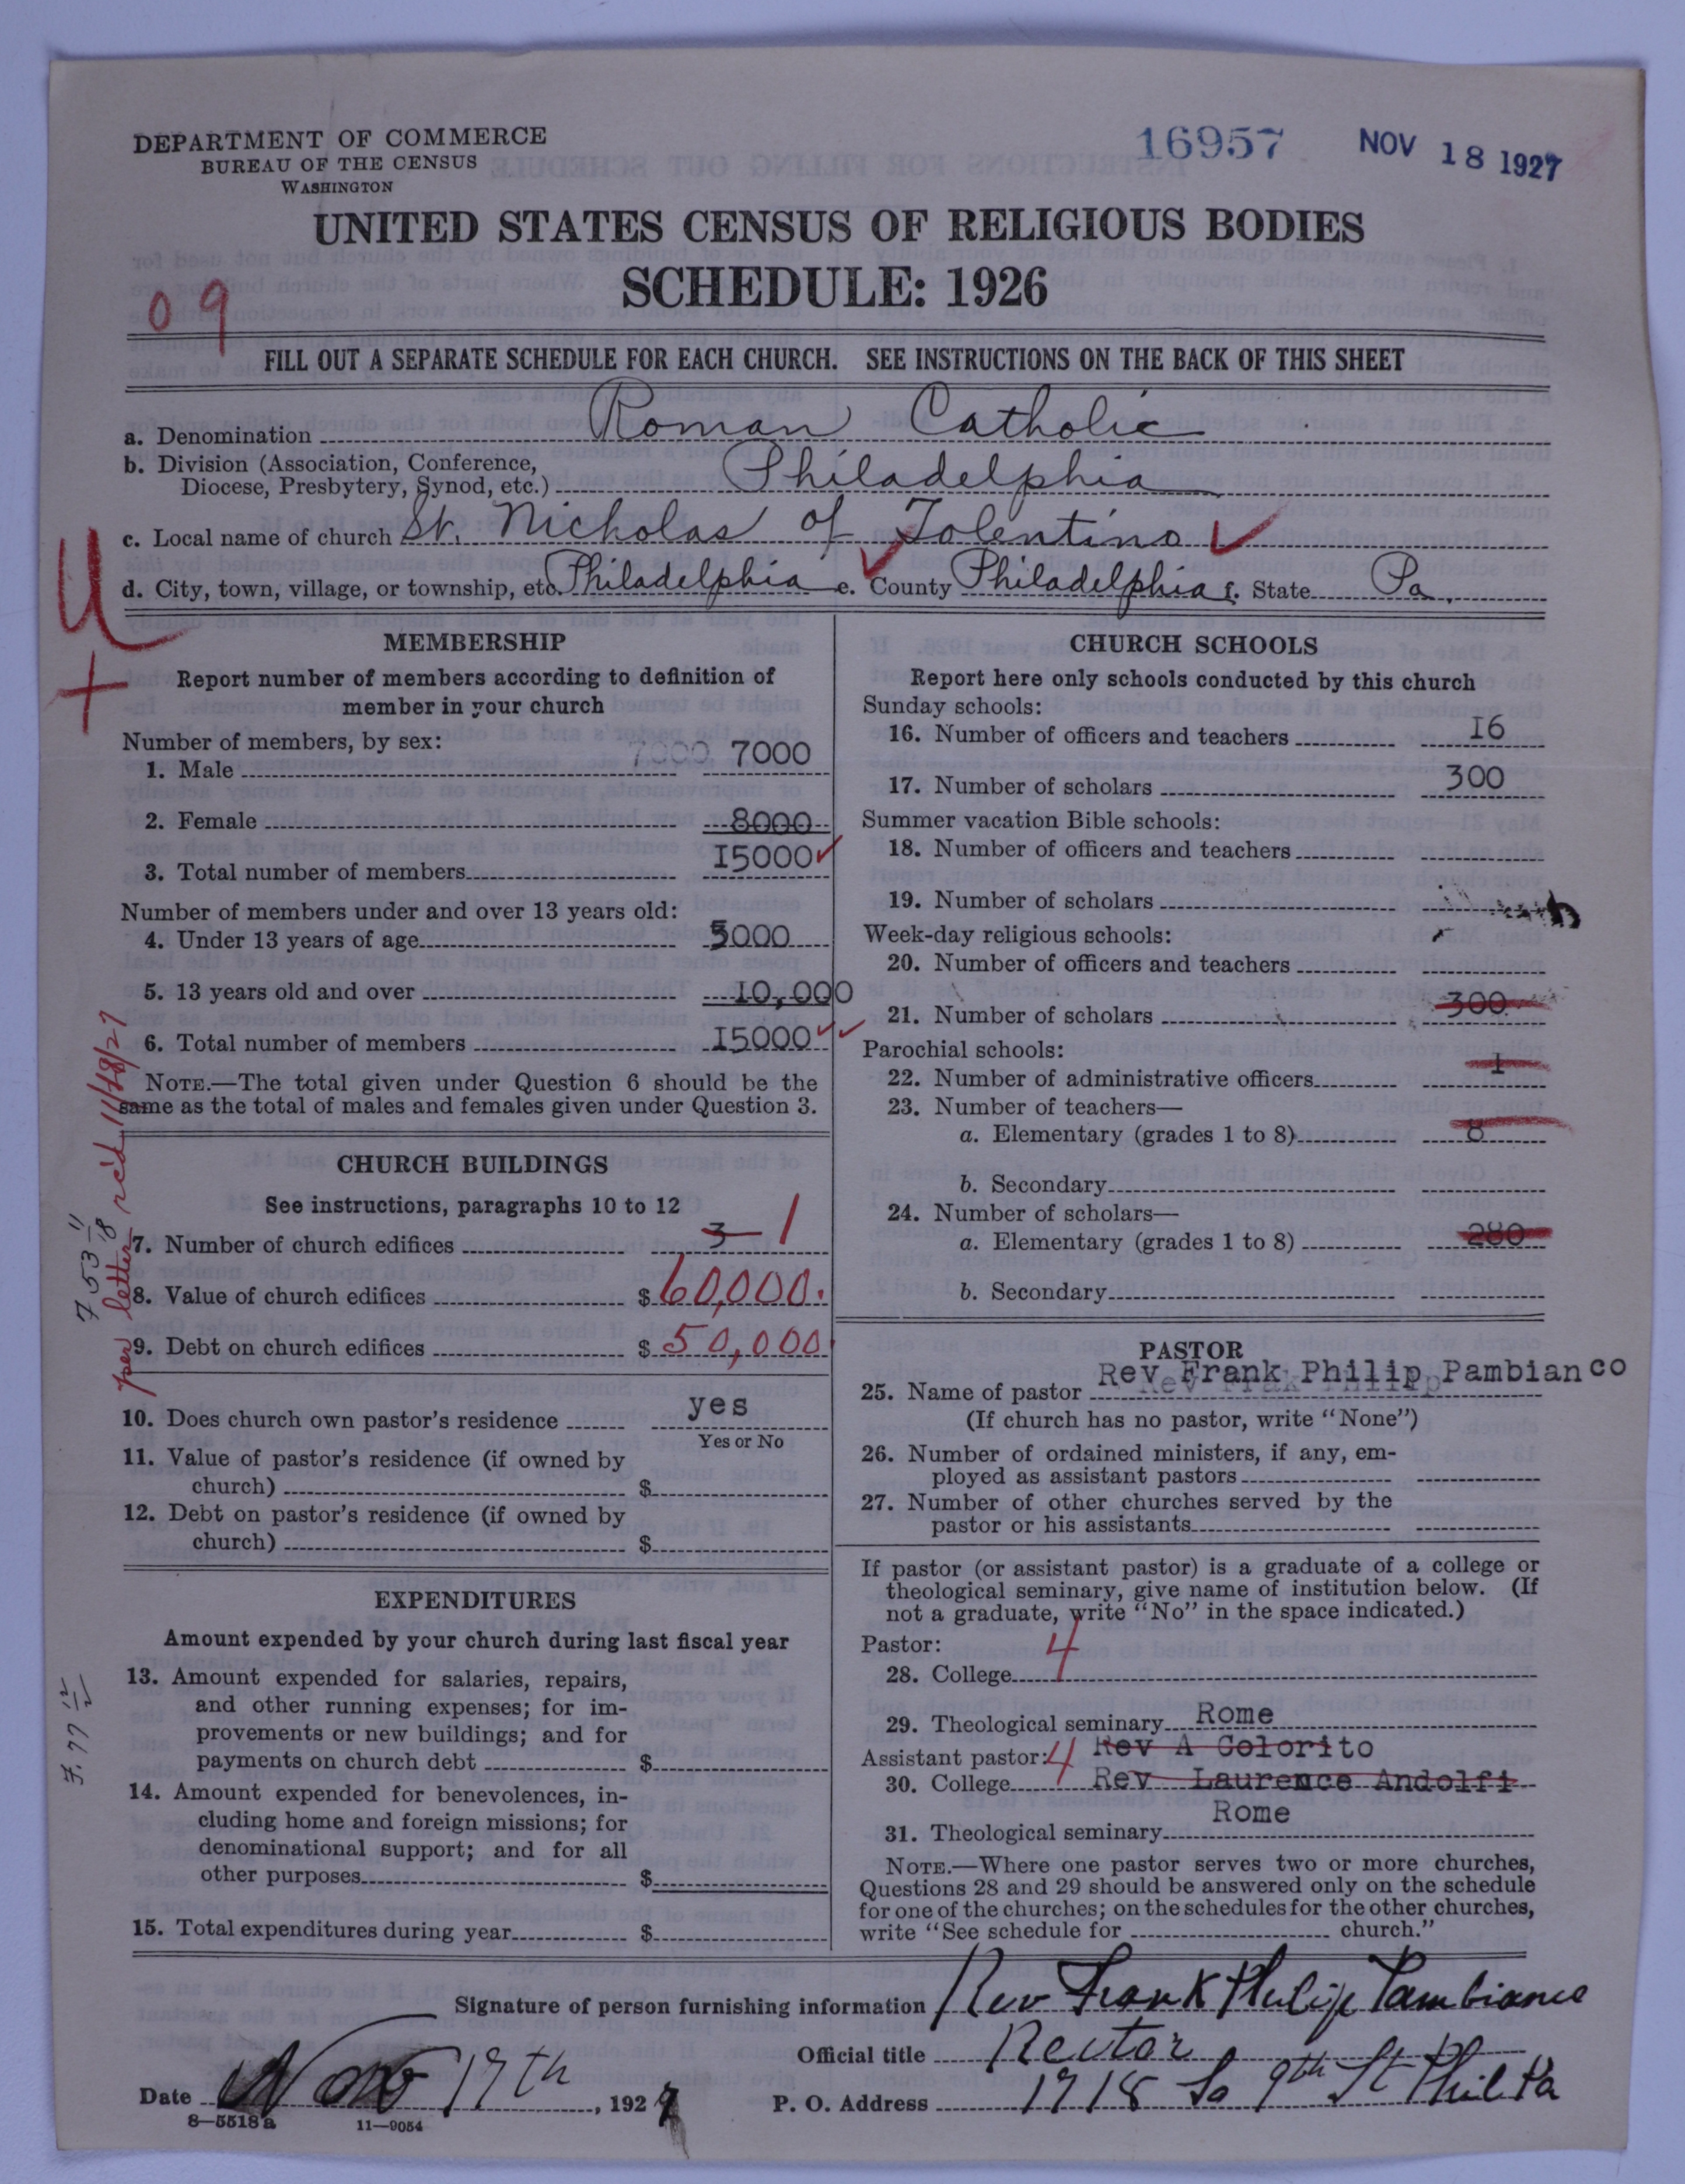 DEPARTMENT OF COMMERCE
BUREAU OF THE CENSUS
WASHINGTON
16957 NOV 18 1927
UNITED STATES CENSUS OF RELIGIOUS BODIES
SCHEDULE: 1926
09
FILL OUT A SEPARATE SCHEDULE FOR EACH CHURCH. SEE INSTRUCTIONS ON THE BACK OF THIS SHEET
a. Denomination Roman Catholic
b. Division (Association, Conference,
Diocese, Presbytery, Synod, etc.) Philadelphia
c. Local name of church St. Nicholas of Tolentino
d. City, town, village, or township, etc. Philadelphia e. County Philadelphia f. State Pa.
U
+
MEMBERSHIP
Report number of members according to definition of
member in your church
Number of members, by sex:
1. Male 7000 7000
2. Female 8000
3. Total number of members 15000
Number of members under and over 13 years old:
4. Under 13 years of age 5000
5. 13 years old and over 10,000
6. Total number of members 15000
NOTE.—The total given under Question 6 should be the
same as the total of males and females given under Question 3.
CHURCH BUILDINGS
See instructions, paragraphs 10 to 12
7. Number of church edifices 3 1
8. Value of church edifices $ 60,000.
9. Debt on church edifices $ 50,000
per letter rc'd 11/18/27
10. Does church own pastor's residence yes
Yes or No
11. Value of pastor's residence (if owned by
church) $
12. Debt on pastor's residence (if owned by
church) $
EXPENDITURES
Amount expended by your church during last fiscal year
13. Amount expended for salaries, repairs,
and other running expenses; for im-
provements or new buildings; and for
payments on church debt $
14. Amount expended for benevolences, in-
cluding home and foreign missions; for
denominational support; and for all
other purposes $
15. Total expenditures during year $
CHURCH SCHOOLS
Report here only schools conducted by this church
Sunday schools:
16. Number of officers and teachers 16
17. Number of scholars 300
Summer vacation Bible schools:
18. Number of officers and teachers
19. Number of scholars
Week-day religious schools:
20. Number of officers and teachers
21. Number of scholars 300
Parochial schools:
22. Number of administrative officers 1
23. Number of teachers—
a. Elementary (grades 1 to 8) 8
b. Secondary
24. Number of scholars—
a. Elementary (grades 1 to 8) 280
b. Secondary
PASTOR
25. Name of pastor Rev Frank Philip Pambianco
(If church has no pastor, write "None")
26. Number of ordained ministers, if any, em-
ployed as assistant pastors
27. Number of other churches served by the
pastor or his assistants
If pastor (or assistant pastor) is a graduate of a college or
theological seminary, give name of institution below. (If
not a graduate, write "No" in the space indicated.)
Pastor: 4
28. College
29. Theological seminary Rome
Assistant pastor: 4 Rev A Colorito
30. College Rev Laurence Andolfi
Rome
31. Theological seminary
NOTE.—Where one pastor serves two or more churches,
Questions 28 and 29 should be answered only on the schedule
for one of the churches; on the schedules for the other churches,
write "See schedule for church."
Signature of person furnishing information Rev Frank Philip Pambianco
Official title Rector
Date Nov 17th, 1927 P. O. Address 1718 So 9th St Phila Pa
8—5518a 11—9054